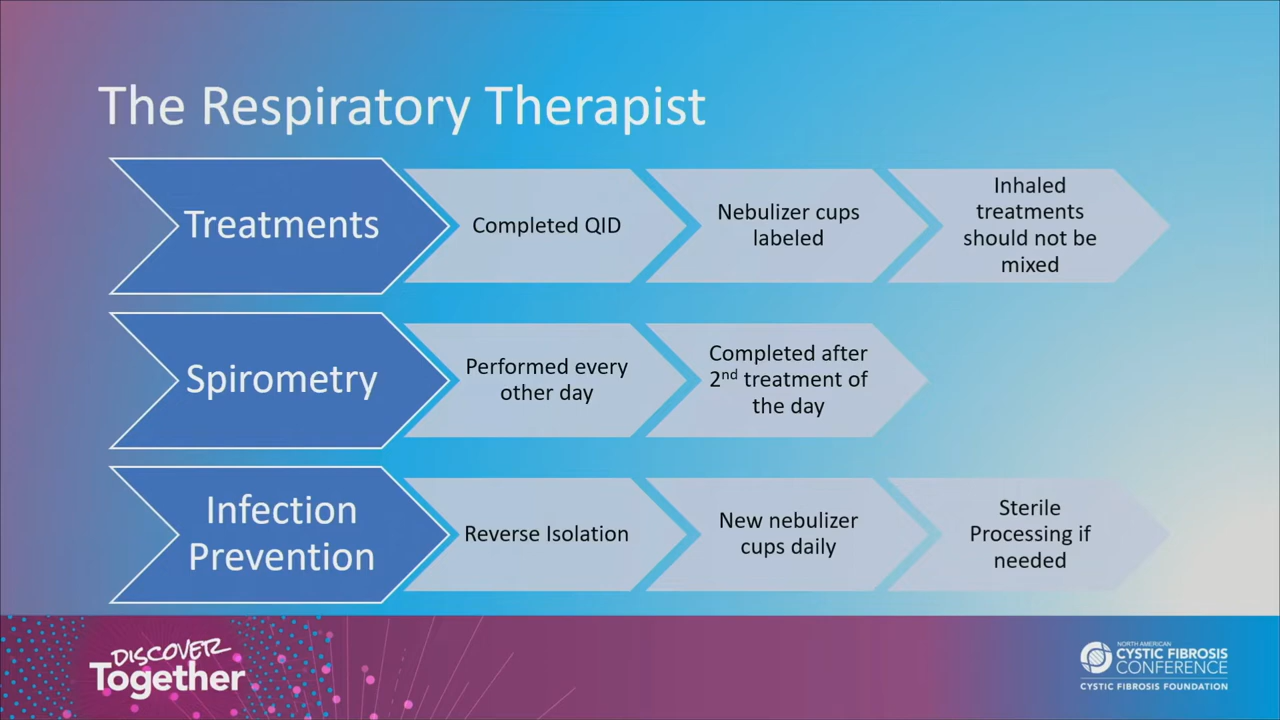 The Respiratory Therapist
Treatments
Completed QID
Nebulizer cups
labeled
Inhaled
treatments
should not be
mixed
Spirometry
Performed every
other day
Completed after
2nd treatment of
the day
Infection
Prevention
Reverse Isolation
New nebulizer
cups daily
Sterile
Processing if
needed
DISCOVER
Together
NORTH AMERICAN
CYSTIC FIBROSIS
CONFERENCE
CYSTIC FIBROSIS FOUNDATION